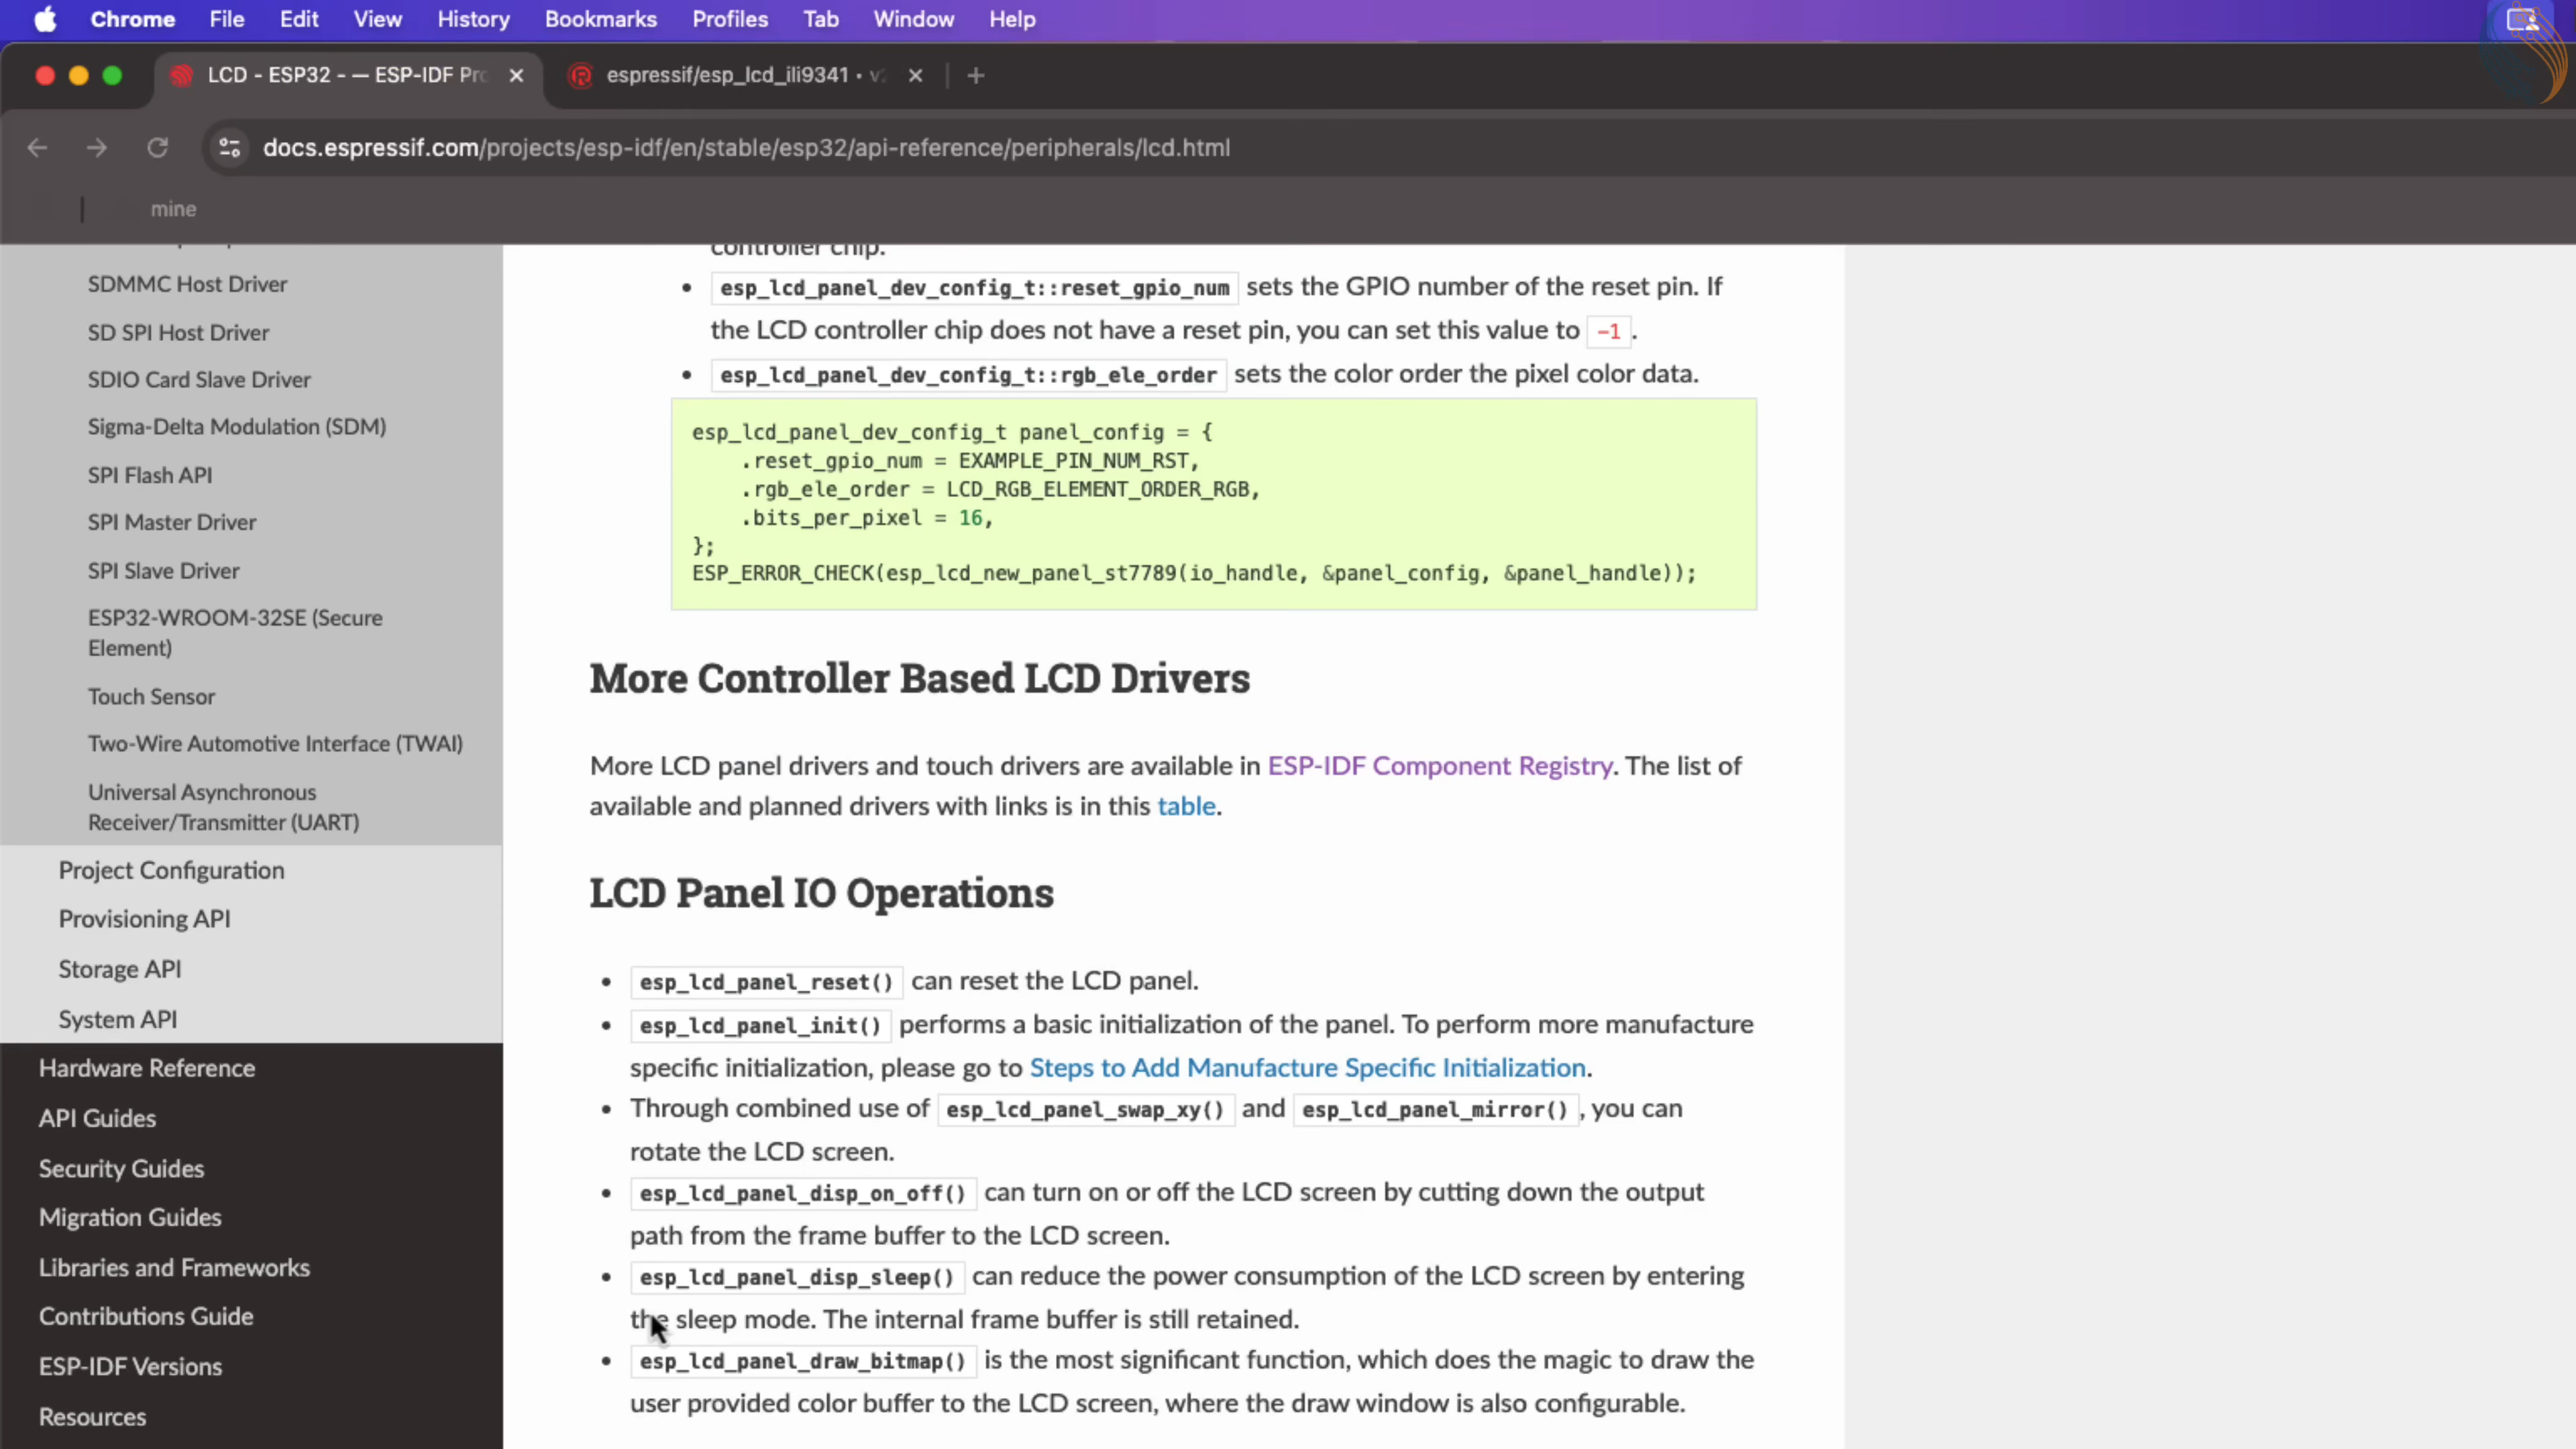 Chrome File Edit View History Bookmarks Profiles Tab Window Help
LCD - ESP32 - — ESP-IDF Pro
espressif/esp_lcd_ili9341 •
docs.espressif.com/projects/esp-idf/en/stable/esp32/api-reference/peripherals/lcd.html
mine
SDMMC Host Driver
SD SPI Host Driver
SDIO Card Slave Driver
Sigma-Delta Modulation (SDM)
SPI Flash API
SPI Master Driver
SPI Slave Driver
ESP32-WROOM-32SE (Secure
Element)
Touch Sensor
Two-Wire Automotive Interface (TWAI)
Universal Asynchronous
Receiver/Transmitter (UART)
Project Configuration
Provisioning API
Storage API
System API
Hardware Reference
API Guides
Security Guides
Migration Guides
Libraries and Frameworks
Contributions Guide
ESP-IDF Versions
Resources
controller chip.
• esp_lcd_panel_dev_config_t::reset_gpio_num sets the GPIO number of the reset pin. If
the LCD controller chip does not have a reset pin, you can set this value to -1 .
• esp_lcd_panel_dev_config_t::rgb_ele_order sets the color order the pixel color data.
esp_lcd_panel_dev_config_t panel_config = {
.reset_gpio_num = EXAMPLE_PIN_NUM_RST,
.rgb_ele_order = LCD_RGB_ELEMENT_ORDER_RGB,
.bits_per_pixel = 16,
};
ESP_ERROR_CHECK(esp_lcd_new_panel_st7789(io_handle, &panel_config, &panel_handle));
More Controller Based LCD Drivers
More LCD panel drivers and touch drivers are available in ESP-IDF Component Registry. The list of
available and planned drivers with links is in this table.
LCD Panel IO Operations
• esp_lcd_panel_reset() can reset the LCD panel.
• esp_lcd_panel_init() performs a basic initialization of the panel. To perform more manufacture
specific initialization, please go to Steps to Add Manufacture Specific Initialization.
• Through combined use of esp_lcd_panel_swap_xy() and esp_lcd_panel_mirror() , you can
rotate the LCD screen.
• esp_lcd_panel_disp_on_off() can turn on or off the LCD screen by cutting down the output
path from the frame buffer to the LCD screen.
• esp_lcd_panel_disp_sleep() can reduce the power consumption of the LCD screen by entering
the sleep mode. The internal frame buffer is still retained.
• esp_lcd_panel_draw_bitmap() is the most significant function, which does the magic to draw the
user provided color buffer to the LCD screen, where the draw window is also configurable.